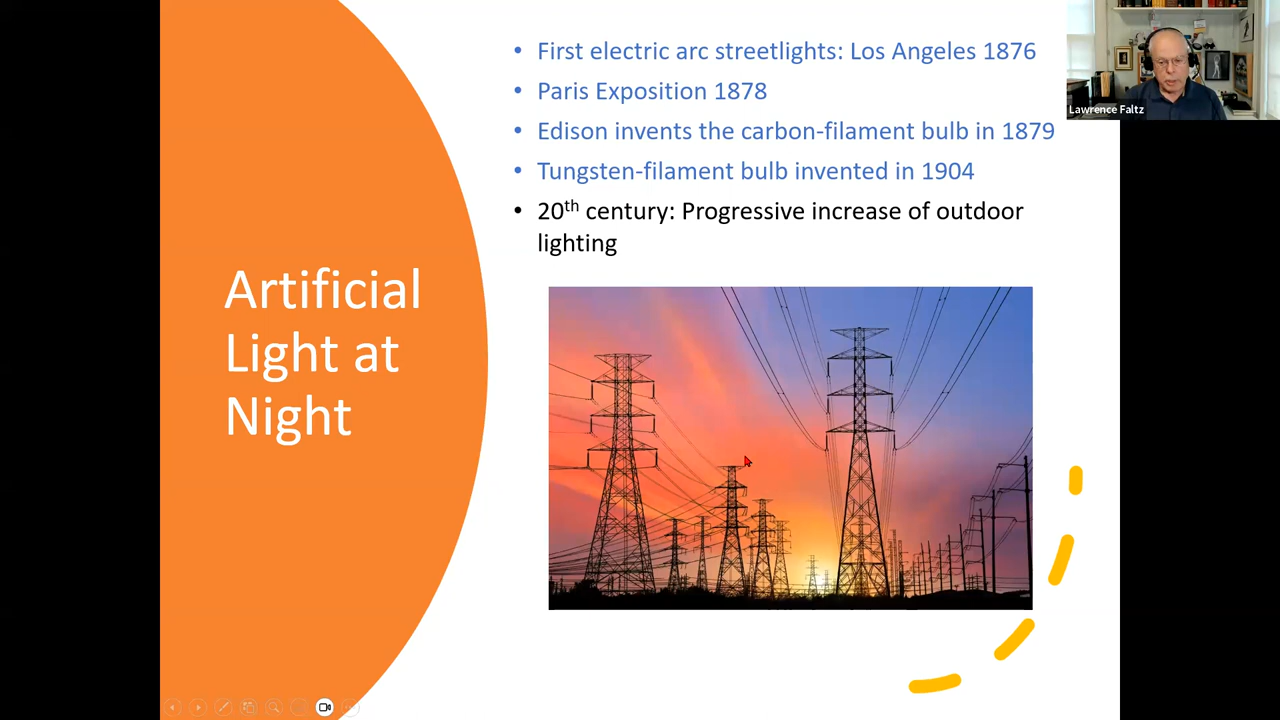 Artificial
Light at
Night
• First electric arc streetlights: Los Angeles 1876
• Paris Exposition 1878
• Edison invents the carbon-filament bulb in 1879
• Tungsten-filament bulb invented in 1904
• 20th century: Progressive increase of outdoor
lighting
Lawrence Faltz